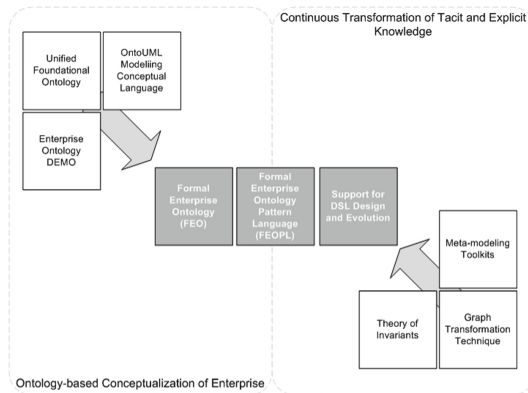 Continuous Transformation of Tacit and Explicit
Knowledge
Unified
Foundational
Ontology
OntoUML
Modeliing
Conceptual
Language
Enterprise
Ontology
DEMO
Formal
Enterprise
Ontology
(FEO)
Formal
Enterprise
Ontology
Pattern
Language
(FEOPL)
Support for
DSL Design
and Evolution
Meta-modeling
Toolkits
Theory of
Invariants
Graph
Transformation
Technique
Ontology-based Conceptualization of Enterprise